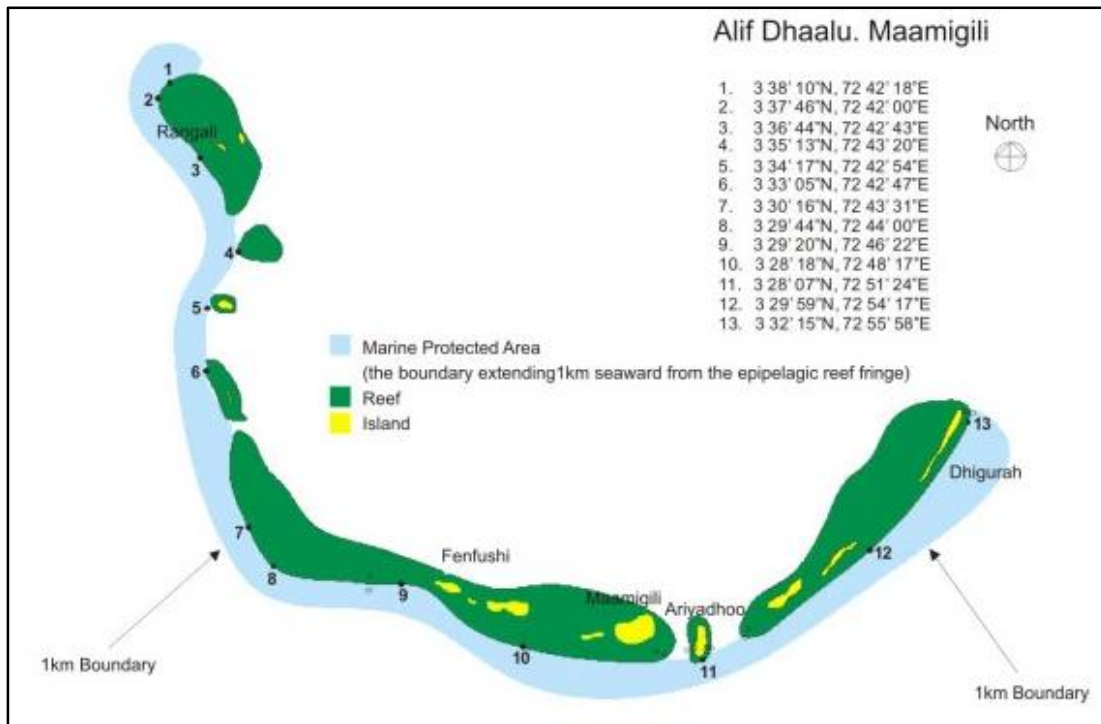 Alif Dhaalu. Maamigili
1. 3 38' 10"N, 72 42' 18"E
2. 3 37' 46"N, 72 42' 00"E
3. 3 36' 44"N, 72 42' 43"E
4. 3 35' 13"N, 72 43' 20"E
5. 3 34' 17"N, 72 42' 54"E
6. 3 33' 05"N, 72 42' 47"E
7. 3 30' 16"N, 72 43' 31"E
8. 3 29' 44"N, 72 44' 00"E
9. 3 29' 20"N, 72 46' 22"E
10. 3 28' 18"N, 72 48' 17"E
11. 3 28' 07"N, 72 51' 24"E
12. 3 29' 59"N, 72 54' 17"E
13. 3 32' 15"N, 72 55' 58"E
North
1
2
Rangali
3
4
5
6
Marine Protected Area
(the boundary extending1km seaward from the epipelagic reef fringe)
Reef
Island
13
Dhigurah
7
12
Fenfushi
8
9
Maamigili
Ariyadhoo
10
11
1km Boundary
1km Boundary